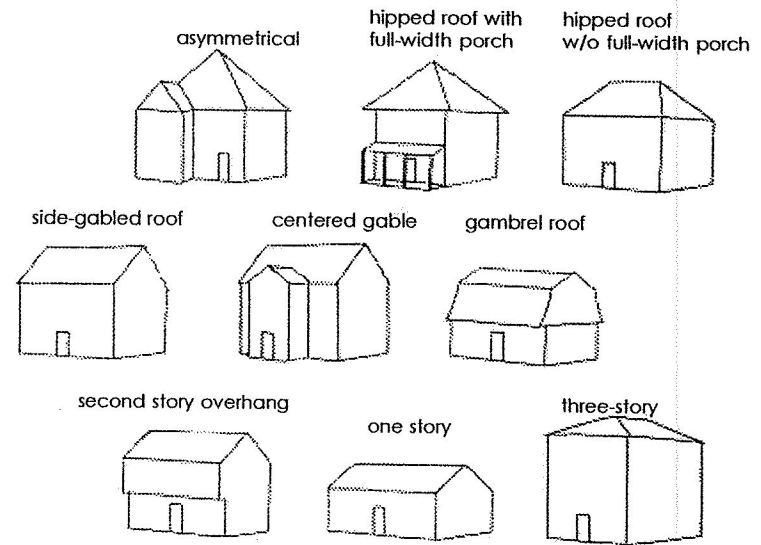 asymmetrical
hipped roof with
full-width porch
hipped roof
w/o full-width porch
side-gabled roof
centered gable
gambrel roof
second story overhang
one story
three-story